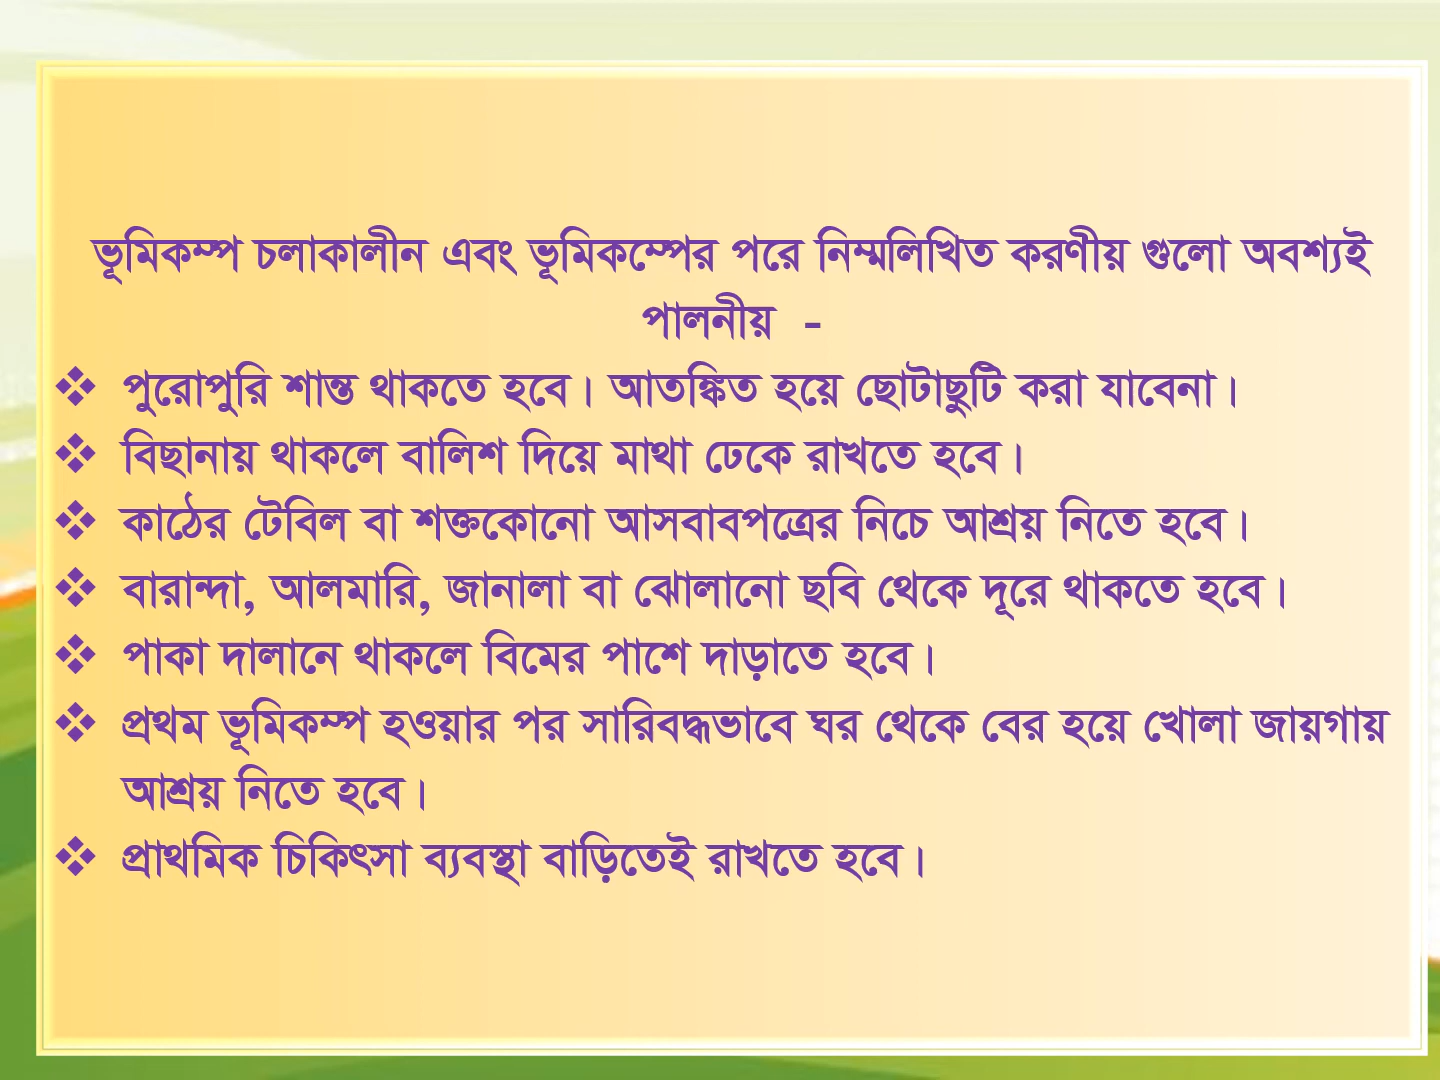 ভূমিকম্প চলাকালীন এবং ভূমিকম্পের পরে নিম্মলিখিত করণীয় গুলো অবশ্যই
পালনীয় -
❖ পুরোপুরি শান্ত থাকতে হবে। আতঙ্কিত হয়ে ছোটাছুটি করা যাবেনা।
❖ বিছানায় থাকলে বালিশ দিয়ে মাথা ঢেকে রাখতে হবে।
❖ কাঠের টেবিল বা শক্তকোনো আসবাবপত্রের নিচে আশ্রয় নিতে হবে।
❖ বারান্দা, আলমারি, জানালা বা ঝোলানো ছবি থেকে দূরে থাকতে হবে।
❖ পাকা দালানে থাকলে বিমের পাশে দাড়াতে হবে।
❖ প্রথম ভূমিকম্প হওয়ার পর সারিবদ্ধভাবে ঘর থেকে বের হয়ে খোলা জায়গায়
আশ্রয় নিতে হবে।
❖ প্রাথমিক চিকিৎসা ব্যবস্থা বাড়িতেই রাখতে হবে।